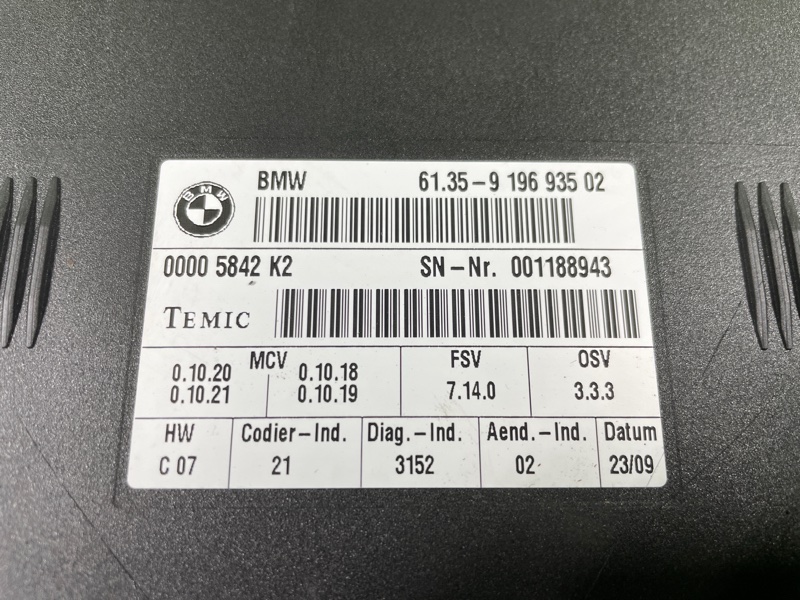 BMW
BMW 61.35-9 196 935 02
0000 5842 K2 SN-Nr. 001188943
TEMIC
MCV FSV OSV
0.10.20 0.10.18
0.10.21 0.10.19 7.14.0 3.3.3
HW Codier-Ind. Diag.-Ind. Aend.-Ind. Datum
C 07 21 3152 02 23/09